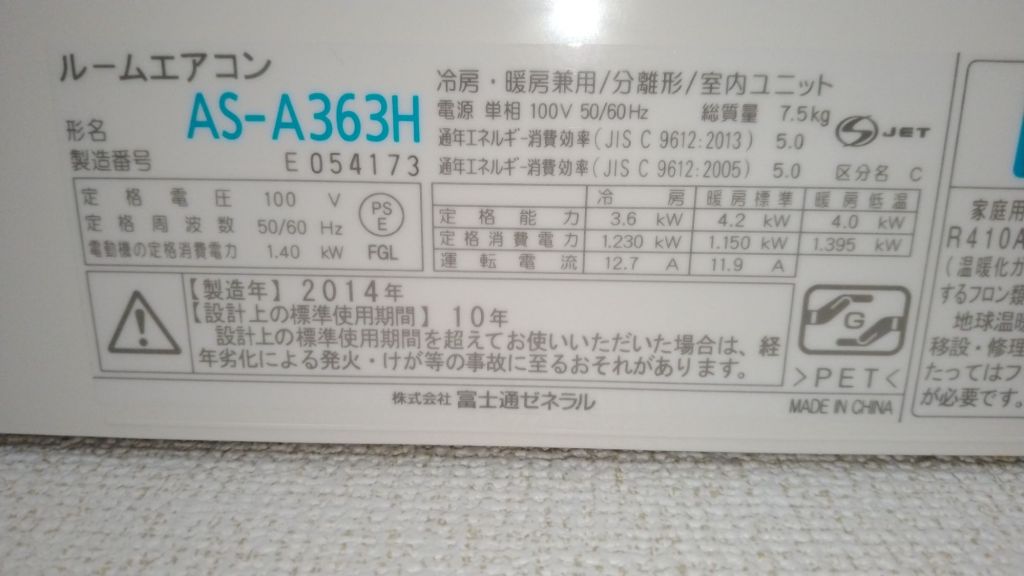 ルームエアコン
形名 AS-A363H
製造番号 E 054173
冷房・暖房兼用/分離形/室内ユニット
電源 単相 100V 50/60Hz 総質量 7.5kg
通年エネルギー消費効率(JIS C 9612:2013) 5.0
通年エネルギー消費効率(JIS C 9612:2005) 5.0 区分名 C
JET
定格電圧 100 V
定格周波数 50/60 Hz
電動機の定格消費電力 1.40 kW
PS
E
FGL
冷房 暖房標準 暖房低温
定格能力 3.6 kW 4.2 kW 4.0 kW
定格消費電力 1.230 kW 1.150 kW 1.395 kW
運転電流 12.7 A 11.9 A
【製造年】2014年
【設計上の標準使用期間】10年
設計上の標準使用期間を超えてお使いいただいた場合は、経
年劣化による発火・けが等の事故に至るおそれがあります。
G
>PET<
株式会社 富士通ゼネラル
MADE IN CHINA
家庭用
R410A
(温暖化ガ
するフロン類
地球温暖
移設・修理
たってはフ
が必要です。